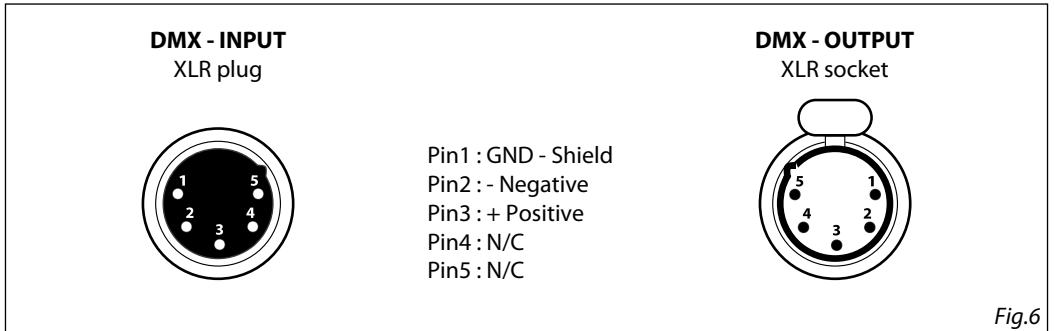 DMX - INPUT
XLR plug
DMX - OUTPUT
XLR socket
1
5
2
4
3
Pin1 : GND - Shield
Pin2 : - Negative
Pin3 : + Positive
Pin4 : N/C
Pin5 : N/C
5
1
4
2
3
Fig.6